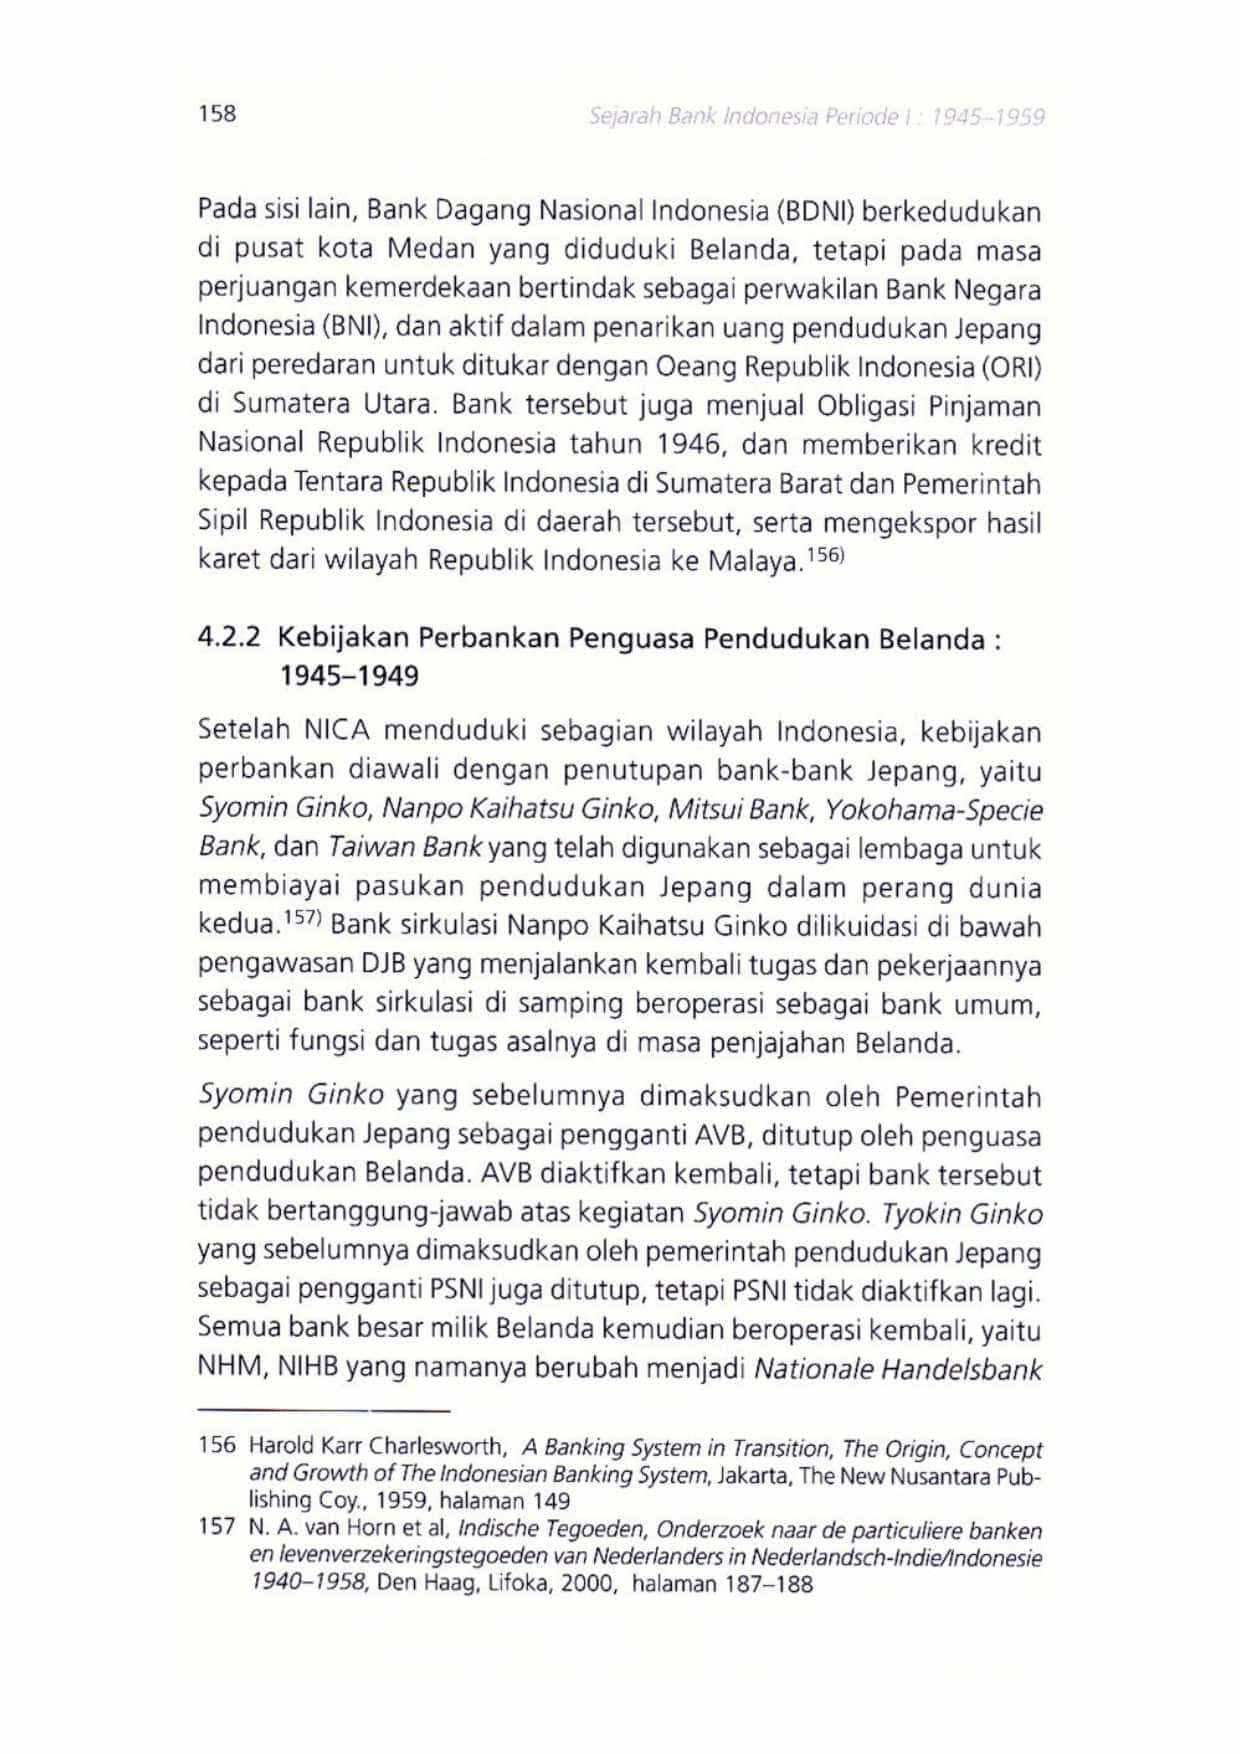 158
Sejarah Bank Indonesia Periode I : 1945–1959
Pada sisi lain, Bank Dagang Nasional Indonesia (BDNI) berkedudukan
di pusat kota Medan yang diduduki Belanda, tetapi pada masa
perjuangan kemerdekaan bertindak sebagai perwakilan Bank Negara
Indonesia (BNI), dan aktif dalam penarikan uang pendudukan Jepang
dari peredaran untuk ditukar dengan Oeang Republik Indonesia (ORI)
di Sumatera Utara. Bank tersebut juga menjual Obligasi Pinjaman
Nasional Republik Indonesia tahun 1946, dan memberikan kredit
kepada Tentara Republik Indonesia di Sumatera Barat dan Pemerintah
Sipil Republik Indonesia di daerah tersebut, serta mengekspor hasil
karet dari wilayah Republik Indonesia ke Malaya.156)
4.2.2 Kebijakan Perbankan Penguasa Pendudukan Belanda :
1945–1949
Setelah NICA menduduki sebagian wilayah Indonesia, kebijakan
perbankan diawali dengan penutupan bank-bank Jepang, yaitu
Syomin Ginko, Nanpo Kaihatsu Ginko, Mitsui Bank, Yokohama-Specie
Bank, dan Taiwan Bank yang telah digunakan sebagai lembaga untuk
membiayai pasukan pendudukan Jepang dalam perang dunia
kedua.157) Bank sirkulasi Nanpo Kaihatsu Ginko dilikuidasi di bawah
pengawasan DJB yang menjalankan kembali tugas dan pekerjaannya
sebagai bank sirkulasi di samping beroperasi sebagai bank umum,
seperti fungsi dan tugas asalnya di masa penjajahan Belanda.
Syomin Ginko yang sebelumnya dimaksudkan oleh Pemerintah
pendudukan Jepang sebagai pengganti AVB, ditutup oleh penguasa
pendudukan Belanda. AVB diaktifkan kembali, tetapi bank tersebut
tidak bertanggung-jawab atas kegiatan Syomin Ginko. Tyokin Ginko
yang sebelumnya dimaksudkan oleh pemerintah pendudukan Jepang
sebagai pengganti PSNI juga ditutup, tetapi PSNI tidak diaktifkan lagi.
Semua bank besar milik Belanda kemudian beroperasi kembali, yaitu
NHM, NIHB yang namanya berubah menjadi Nationale Handelsbank
156 Harold Karr Charlesworth, A Banking System in Transition, The Origin, Concept
and Growth of The Indonesian Banking System, Jakarta, The New Nusantara Pub-
lishing Coy., 1959, halaman 149
157 N. A. van Horn et al, Indische Tegoeden, Onderzoek naar de particuliere banken
en levenverzekeringstegoeden van Nederlanders in Nederlandsch-Indie/Indonesie
1940–1958, Den Haag, Lifoka, 2000, halaman 187–188